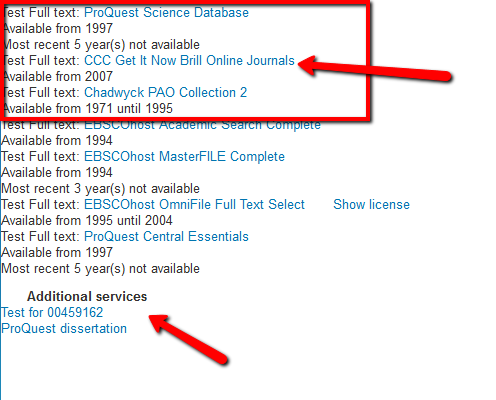 Test Full text: ProQuest Science Database
Available from 1997
Most recent 5 year(s) not available
Test Full text: CCC Get It Now Brill Online Journals
Available from 2007
Test Full text: Chadwyck PAO Collection 2
Available from 1971 until 1995
Test Full text: EBSCOhost Academic Search Complete
Available from 1994
Test Full text: EBSCOhost MasterFILE Complete
Available from 1994
Most recent 3 year(s) not available
Test Full text: EBSCOhost OmniFile Full Text Select Show license
Available from 1995 until 2004
Test Full text: ProQuest Central Essentials
Available from 1997
Most recent 5 year(s) not available
Additional services
Test for 00459162
ProQuest dissertation